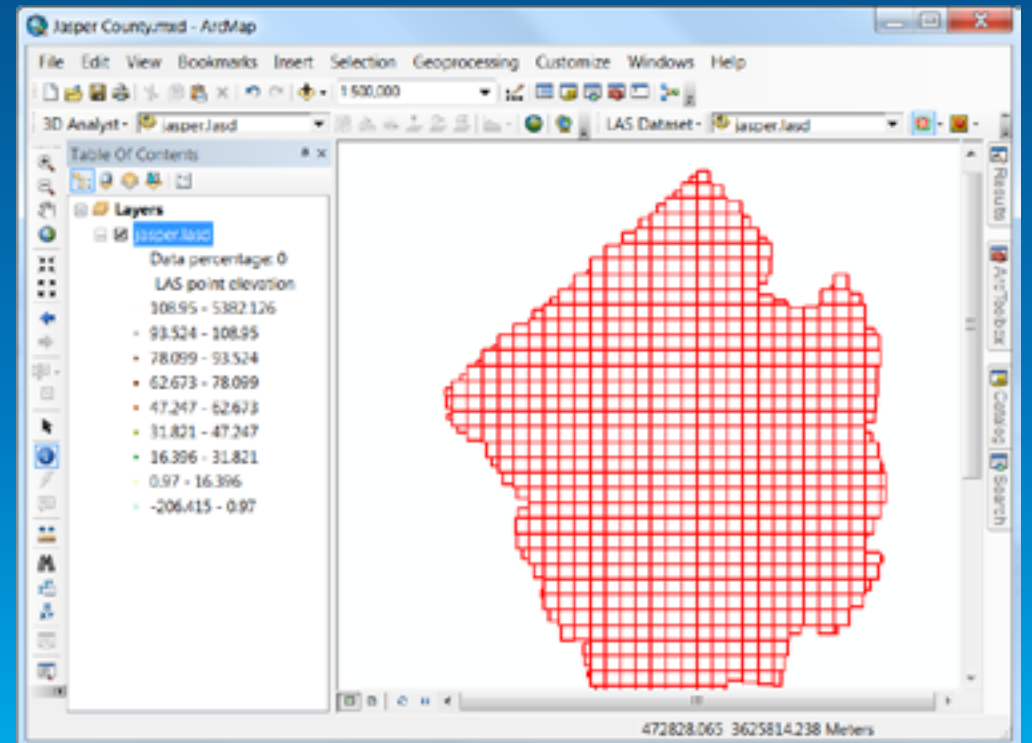 Jasper County.mxd - ArcMap
File Edit View Bookmarks Insert Selection Geoprocessing Customize Windows Help
1:500,000
3D Analyst jasper.lasd LAS Dataset jasper.lasd
Table Of Contents
Layers
jasper.lasd
Data percentage: 0
LAS point elevation
108.95 - 5382.126
93.524 - 108.95
78.099 - 93.524
62.673 - 78.099
47.247 - 62.673
31.821 - 47.247
16.396 - 31.821
0.97 - 16.396
-206.415 - 0.97
Results
ArcToolbox
Catalog
Search
472828.065 3625814.238 Meters